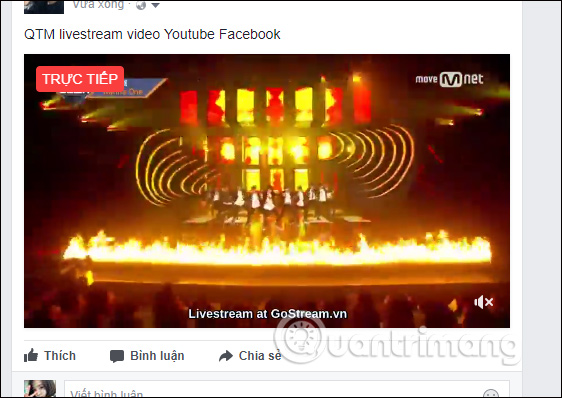 Vừa xong ·
QTM livestream video Youtube Facebook
TRỰC TIẾP
move Mnet
Livestream at GoStream.vn
Thích
Bình luận
Chia sẻ
Quantrimang
Viết bình luận